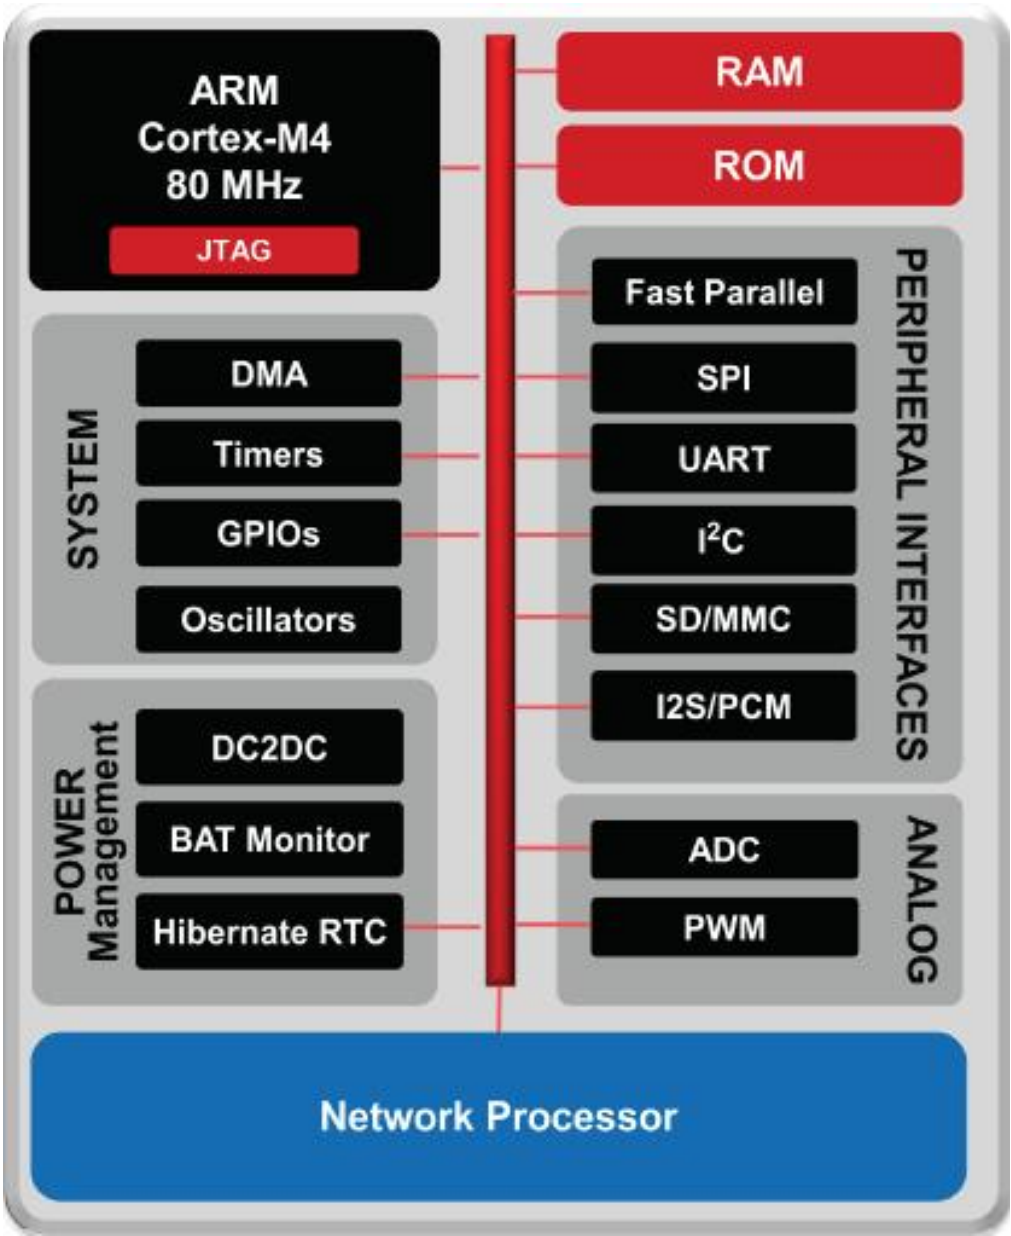 ARM
Cortex-M4
80 MHz
JTAG
RAM
ROM
SYSTEM
DMA
Timers
GPIOs
Oscillators
PERIPHERAL INTERFACES
Fast Parallel
SPI
UART
I²C
SD/MMC
I2S/PCM
POWER
Management
DC2DC
BAT Monitor
Hibernate RTC
ANALOG
ADC
PWM
Network Processor